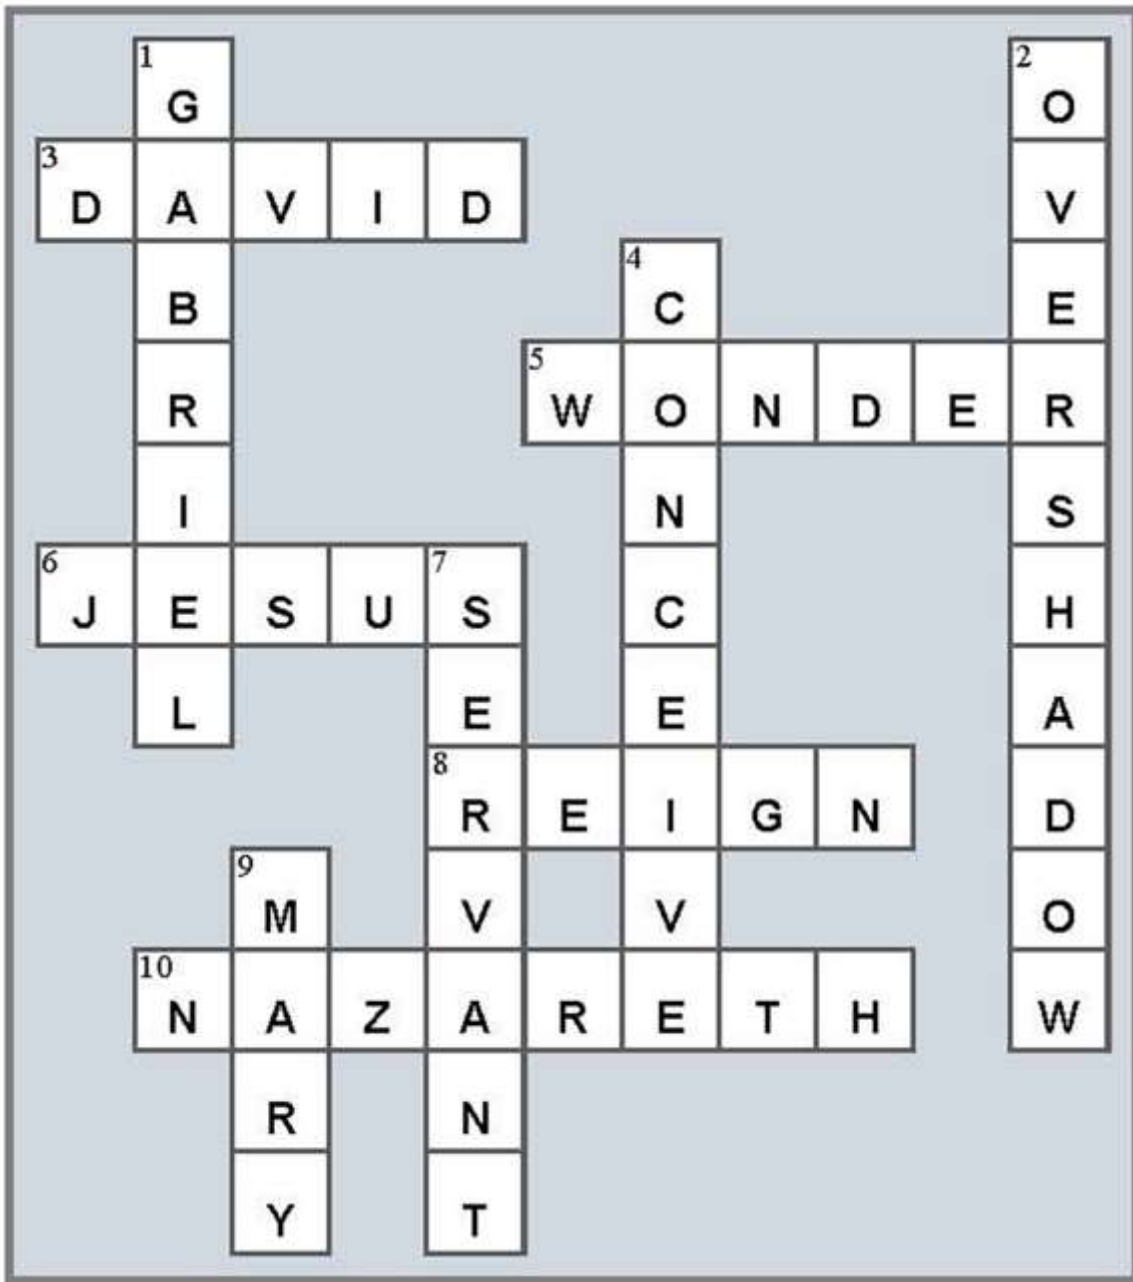 1 2
G O
3
D A V I D V
4
B C E
5
R W O N D E R
I N S
6 7
J E S U S C H
L E E A
8
R E I G N D
9
M V V O
10
N A Z A R E T H W
R N
Y T